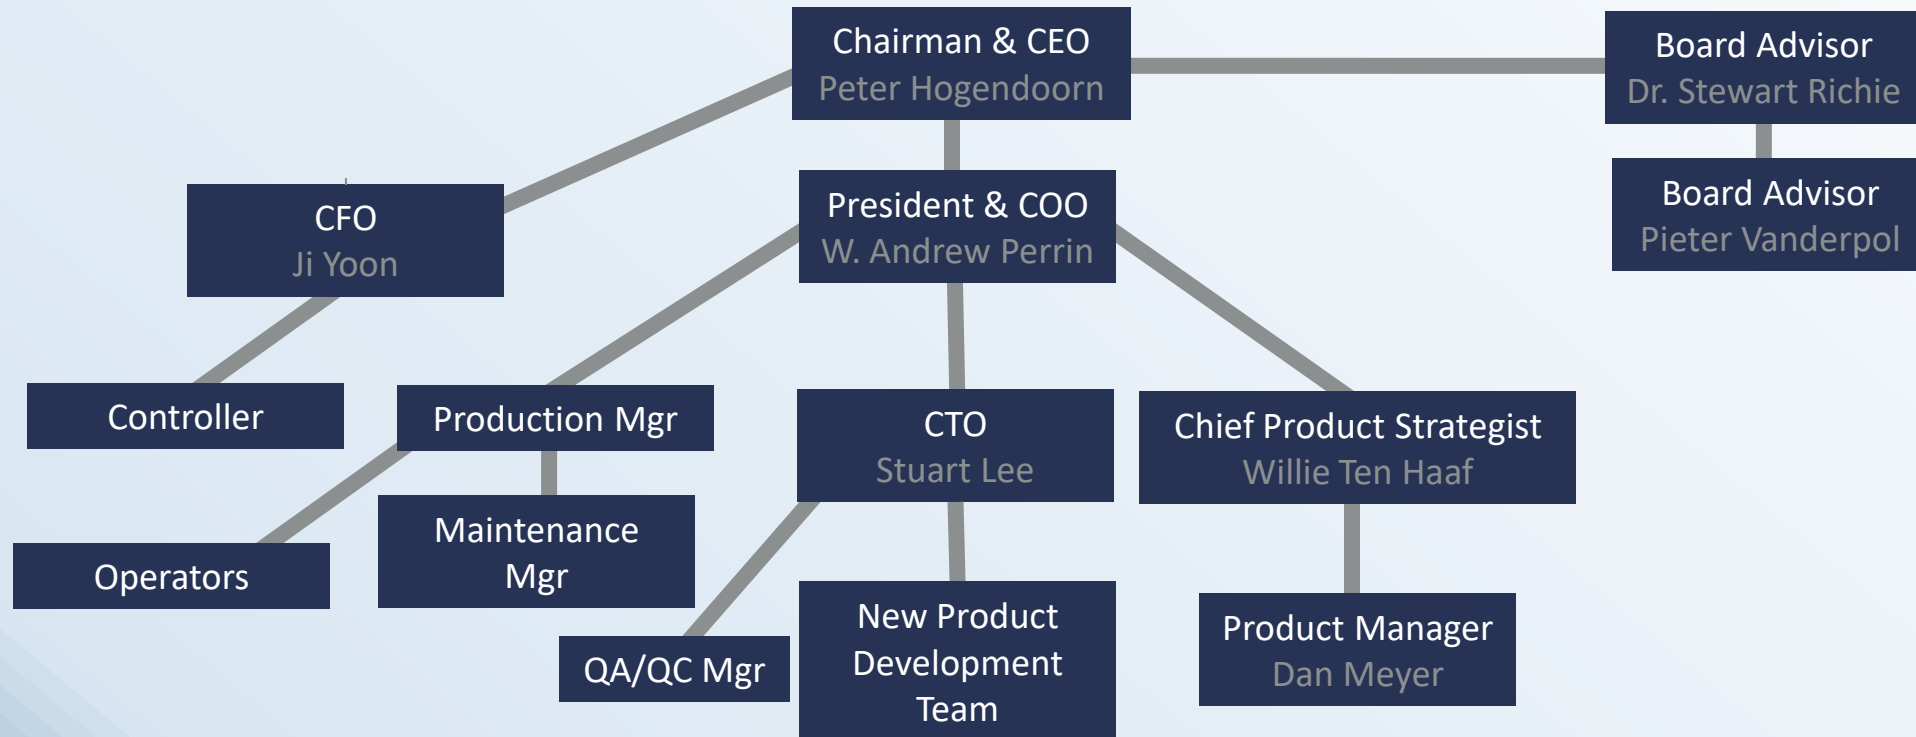 Chairman & CEO
Peter Hogendoorn
Board Advisor
Dr. Stewart Richie
Board Advisor
Pieter Vanderpol
CFO
Ji Yoon
President & COO
W. Andrew Perrin
Controller
Production Mgr
CTO
Stuart Lee
Chief Product Strategist
Willie Ten Haaf
Operators
Maintenance
Mgr
QA/QC Mgr
New Product
Development
Team
Product Manager
Dan Meyer